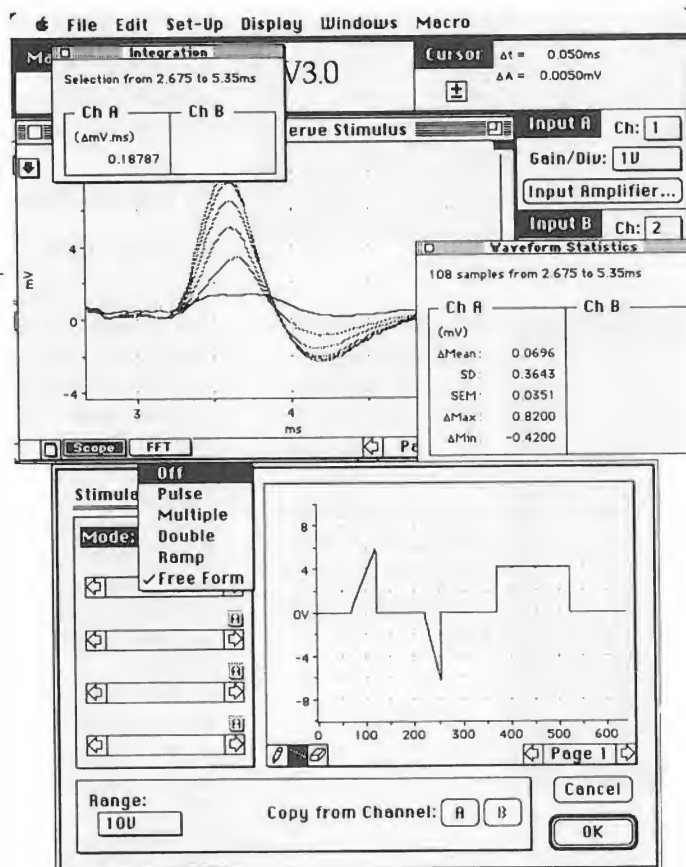 File Edit Set-Up Display Windows Macro
Integration
Selection from 2.675 to 5.35ms
Ch A
Ch B
(ΔmV.ms)
0.18787
V3.0
Cursor
Δt = 0.050ms
ΔA = 0.0050mV
erve Stimulus
Input A Ch: 1
Gain/Div: 1V
Input Amplifier...
Input B Ch: 2
Waveform Statistics
108 samples from 2.675 to 5.35ms
Ch A
Ch B
(mV)
ΔMean: 0.0696
SD: 0.3643
SEM: 0.0351
ΔMax: 0.8200
ΔMin: -0.4200
mV
4
0
-4
3
4
ms
Scope
FFT
Off
Pulse
Multiple
Double
Ramp
✓Free Form
Stimula
Mode:
8
4
0V
-4
-8
0 100 200 300 400 500 600
Page 1
Range:
10V
Copy from Channel: A B
Cancel
OK